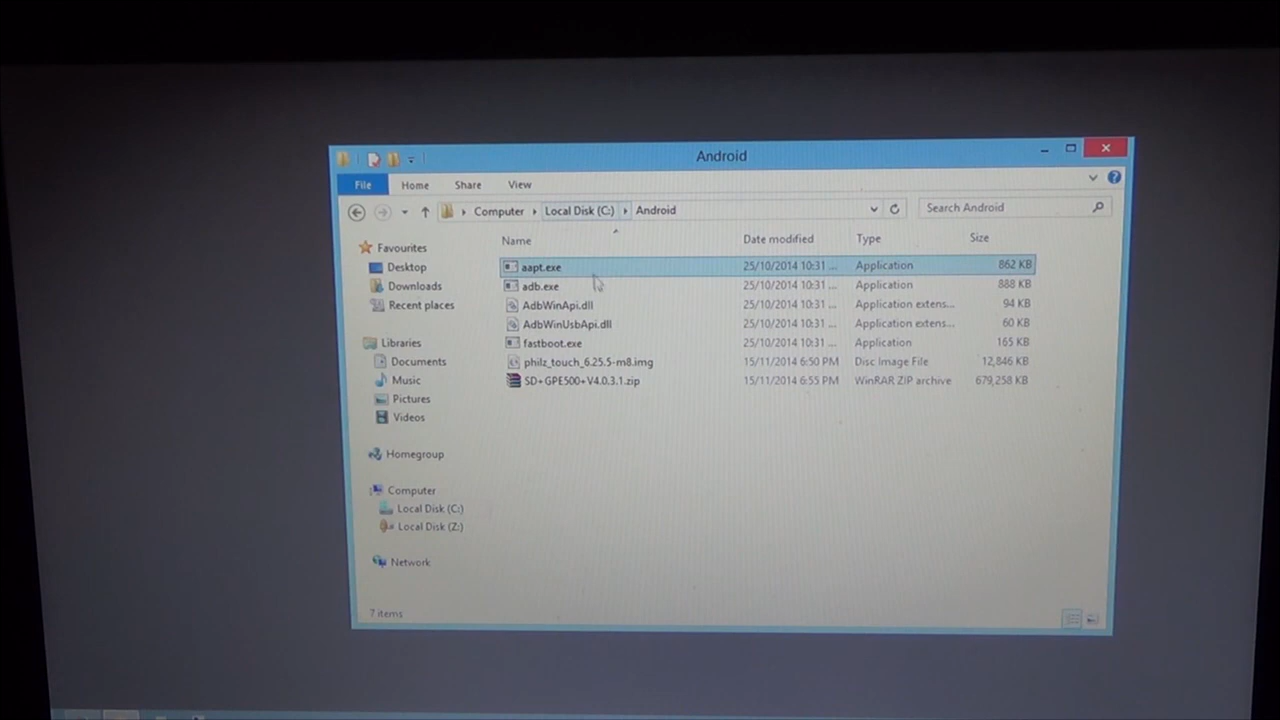 Android
File Home Share View
Computer Local Disk (C:) Android Search Android
Name Date modified Type Size
Favourites
Desktop
Downloads
Recent places
Libraries
Documents
Music
Pictures
Videos
Homegroup
Computer
Local Disk (C:)
Local Disk (Z:)
Network
aapt.exe 25/10/2014 10:31 ... Application 862 KB
adb.exe 25/10/2014 10:31 ... Application 888 KB
AdbWinApi.dll 25/10/2014 10:31 ... Application extens... 94 KB
AdbWinUsbApi.dll 25/10/2014 10:31 ... Application extens... 60 KB
fastboot.exe 25/10/2014 10:31 ... Application 165 KB
philz_touch_6.25.5-m8.img 15/11/2014 6:50 PM Disc Image File 12,846 KB
SD+GPE500+V4.0.3.1.zip 15/11/2014 6:55 PM WinRAR ZIP archive 679,258 KB
7 items